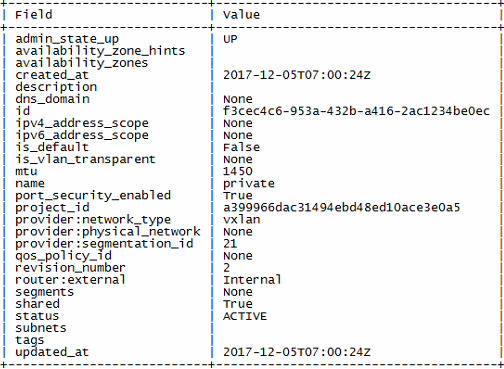 +---------------------------+--------------------------------------+
| Field | Value |
+---------------------------+--------------------------------------+
| admin_state_up | UP |
| availability_zone_hints | |
| availability_zones | |
| created_at | 2017-12-05T07:00:24Z |
| description | |
| dns_domain | None |
| id | f3cec4c6-953a-432b-a416-2ac1234be0ec |
| ipv4_address_scope | None |
| ipv6_address_scope | None |
| is_default | False |
| is_vlan_transparent | None |
| mtu | 1450 |
| name | private |
| port_security_enabled | True |
| project_id | a399966dac31494ebd48ed10ace3e0a5 |
| provider:network_type | vxlan |
| provider:physical_network | None |
| provider:segmentation_id | 21 |
| qos_policy_id | None |
| revision_number | 2 |
| router:external | Internal |
| segments | None |
| shared | True |
| status | ACTIVE |
| subnets | |
| tags | |
| updated_at | 2017-12-05T07:00:24Z |
+---------------------------+--------------------------------------+